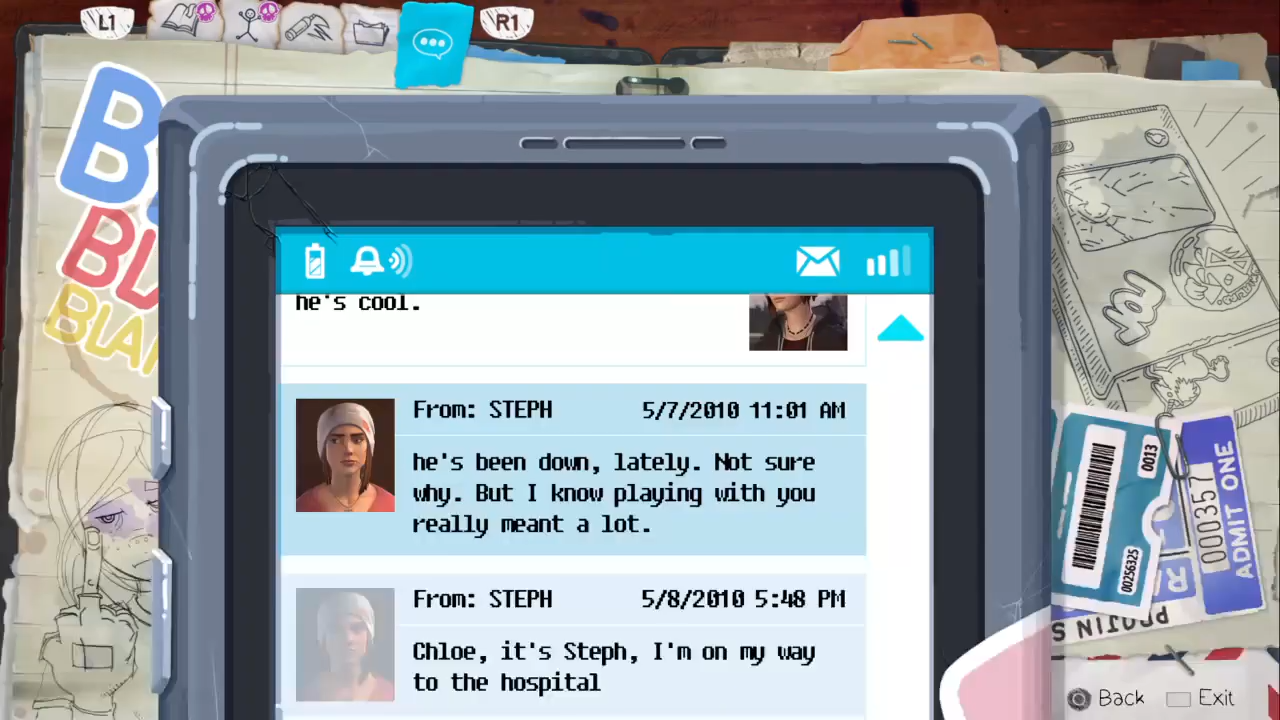 L1
R1
he's cool.
From: STEPH 5/7/2010 11:01 AM
he's been down, lately. Not sure
why. But I know playing with you
really meant a lot.
From: STEPH 5/8/2010 5:48 PM
Chloe, it's Steph, I'm on my way
to the hospital
0013
00256325
000357
ADMIT ONE
Back
Exit